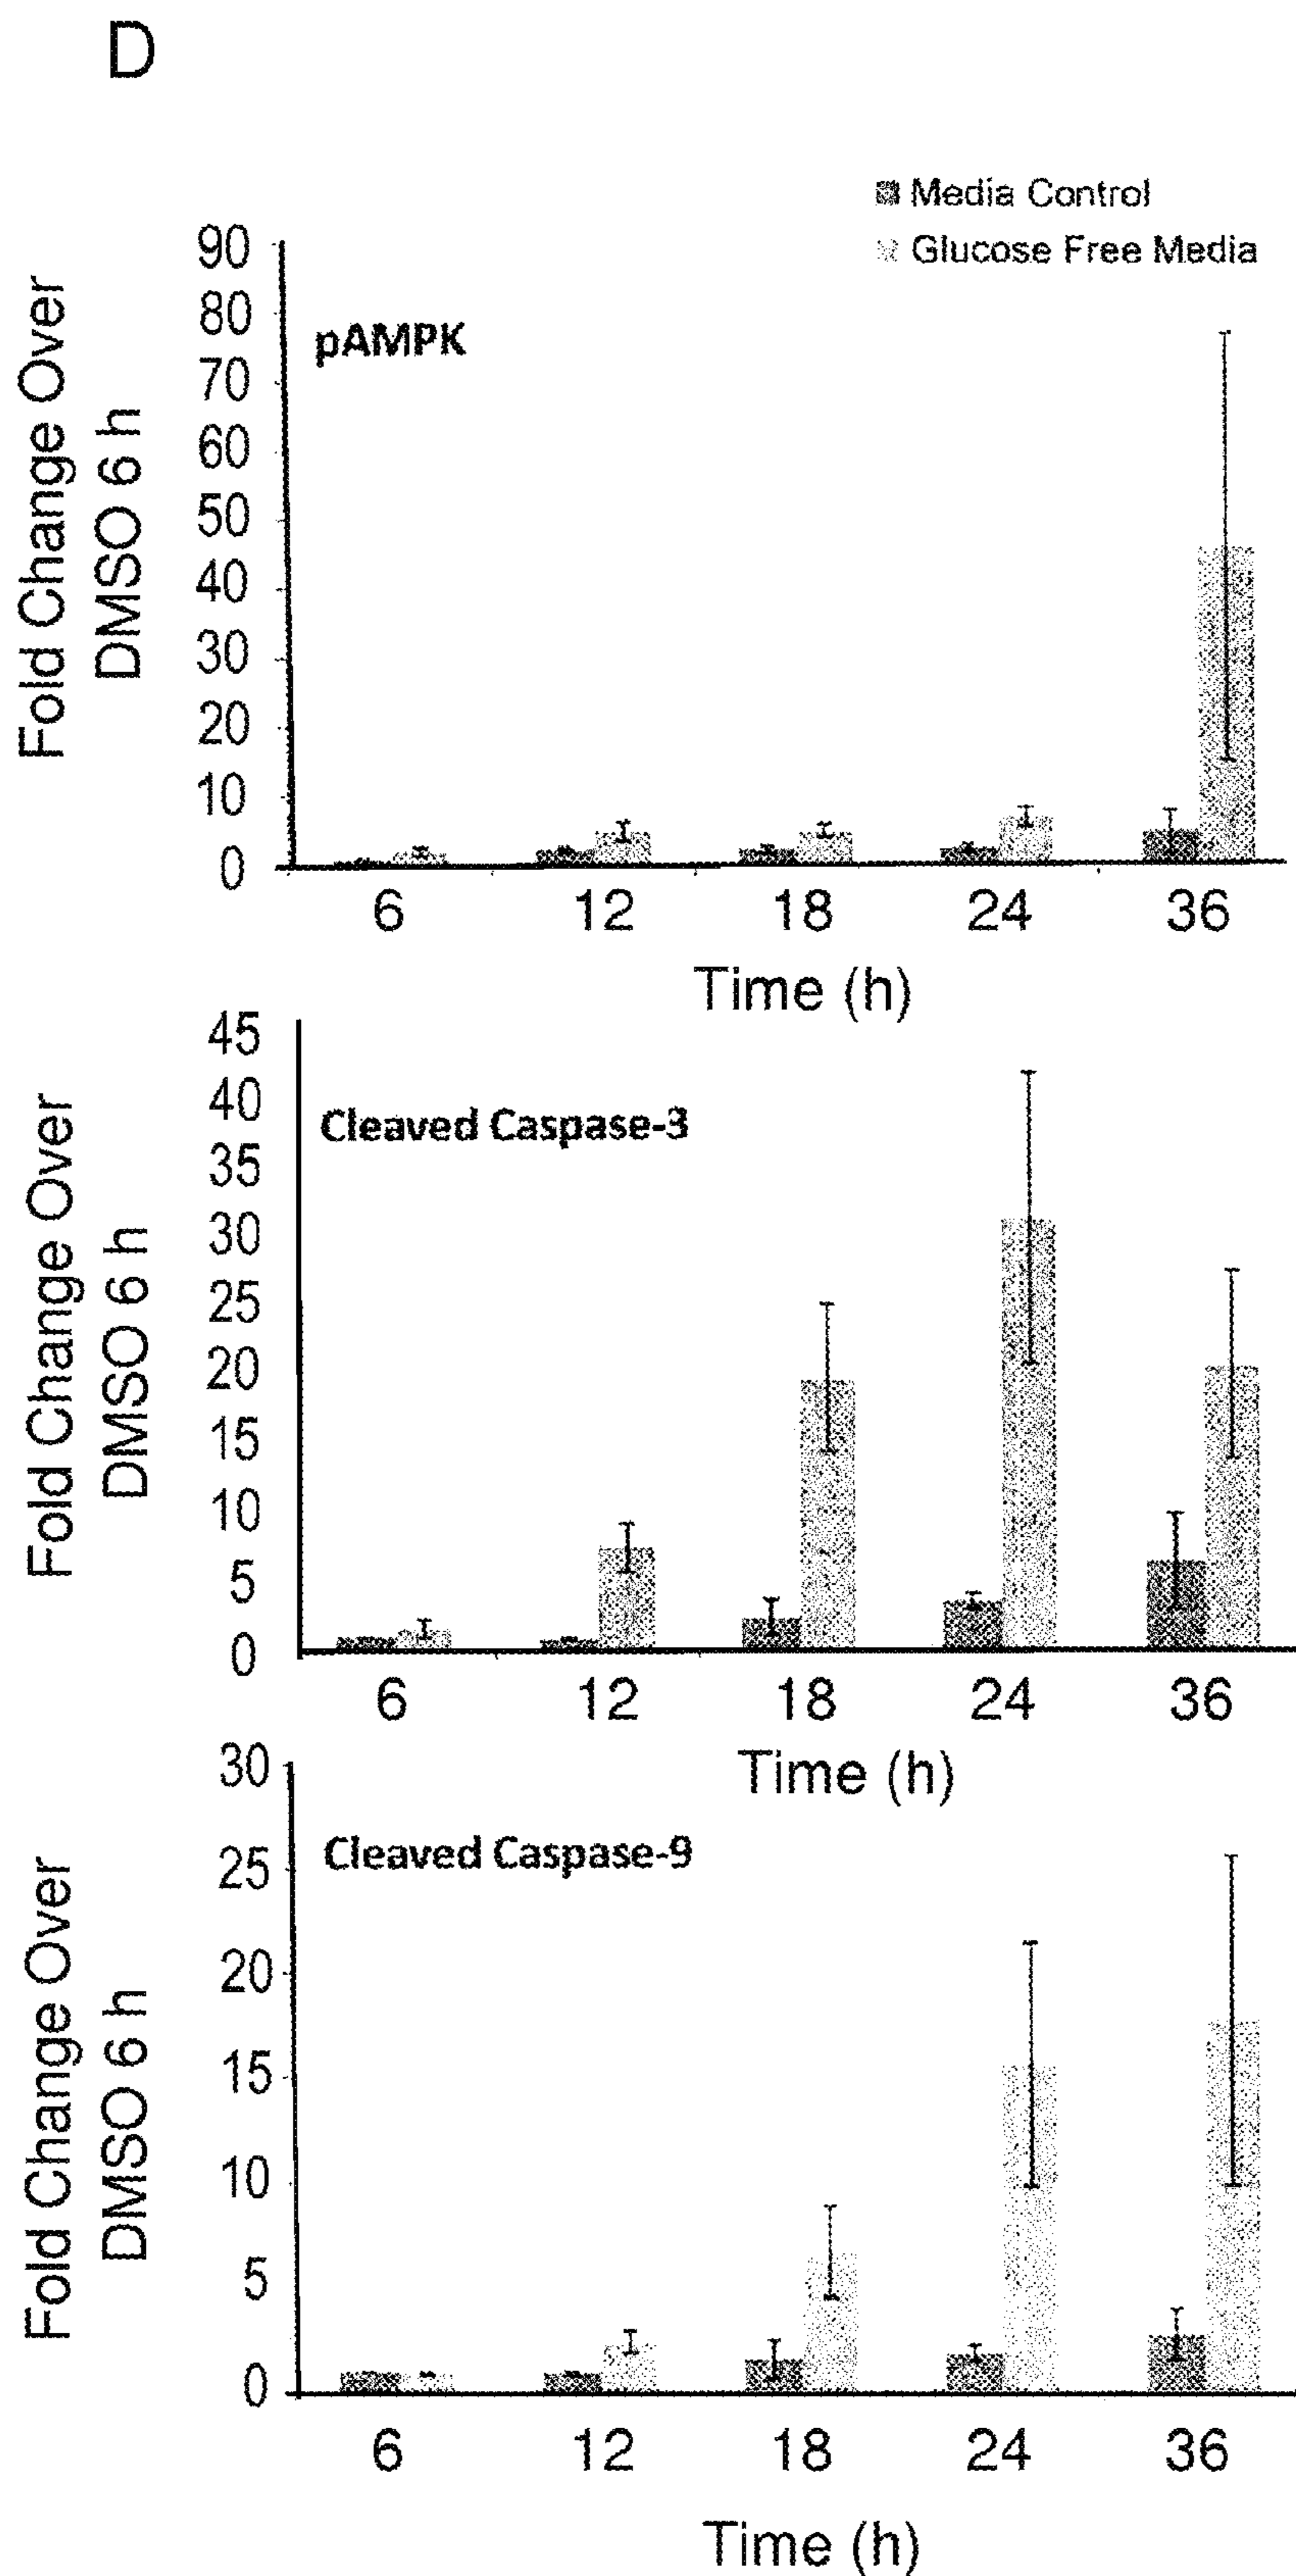 D
Media Control
Glucose Free Media
Fold Change Over
DMSO 6 h
90
80
70
60
50
40
30
20
10
0
pAMPK
6 12 18 24 36
Time (h)
Fold Change Over
DMSO 6 h
45
40
35
30
25
20
15
10
5
0
Cleaved Caspase-3
6 12 18 24 36
Time (h)
Fold Change Over
DMSO 6 h
30
25
20
15
10
5
0
Cleaved Caspase-9
6 12 18 24 36
Time (h)